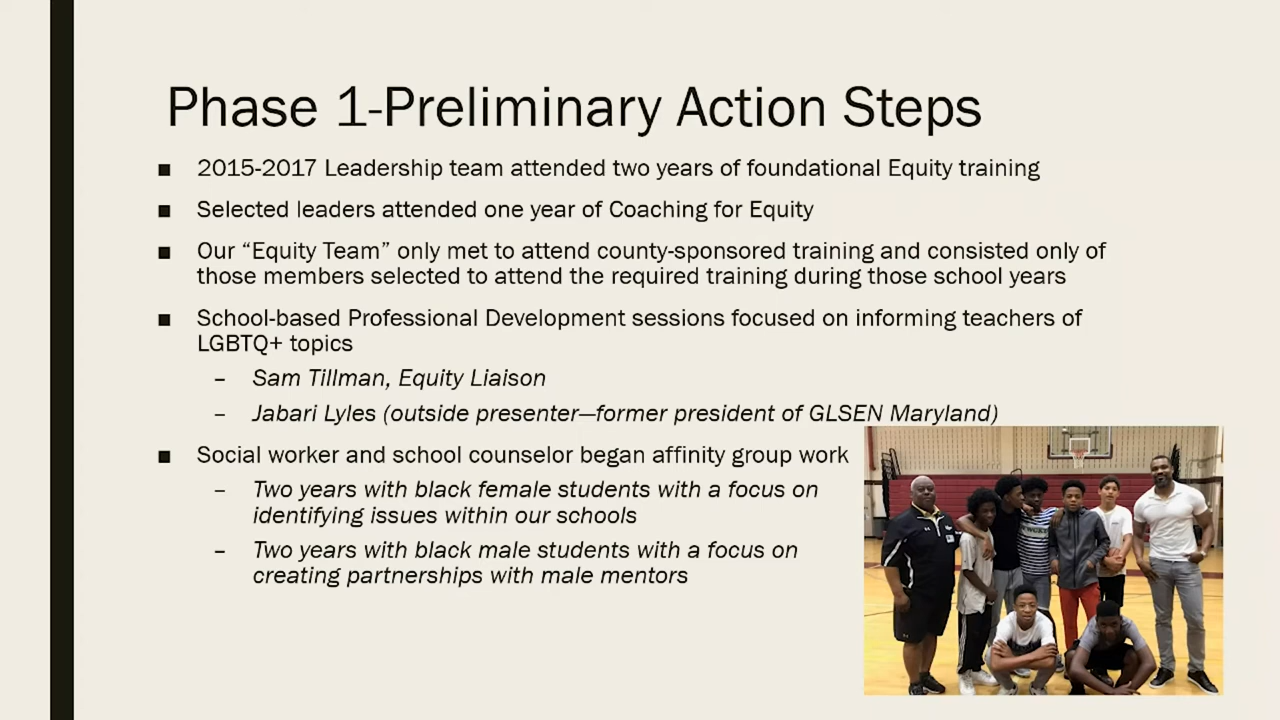 Phase 1-Preliminary Action Steps
■ 2015-2017 Leadership team attended two years of foundational Equity training
■ Selected leaders attended one year of Coaching for Equity
■ Our “Equity Team” only met to attend county-sponsored training and consisted only of
those members selected to attend the required training during those school years
■ School-based Professional Development sessions focused on informing teachers of
LGBTQ+ topics
– Sam Tillman, Equity Liaison
– Jabari Lyles (outside presenter—former president of GLSEN Maryland)
■ Social worker and school counselor began affinity group work
– Two years with black female students with a focus on
identifying issues within our schools
– Two years with black male students with a focus on
creating partnerships with male mentors